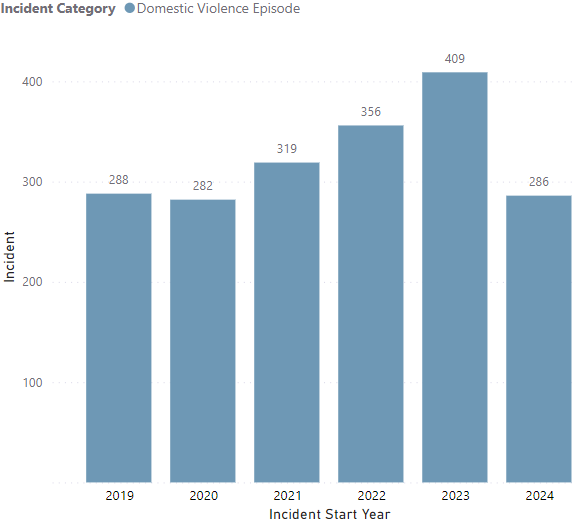 Incident Category Domestic Violence Episode
409
400
356
319
300
288
282
286
200
100
Incident
2019 2020 2021 2022 2023 2024
Incident Start Year